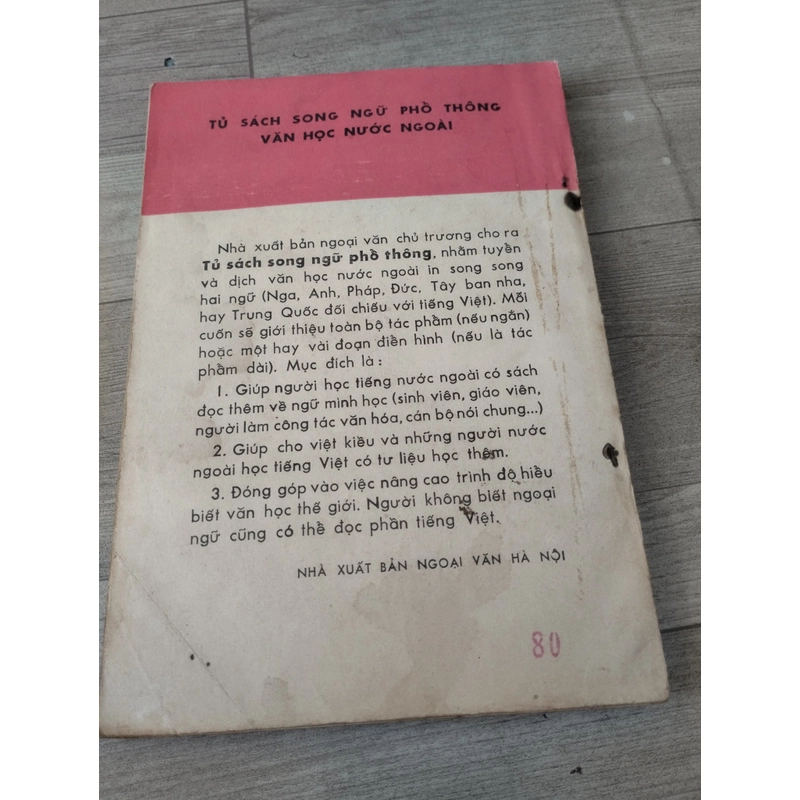 TỦ SÁCH SONG NGỮ PHỔ THÔNG
VĂN HỌC NƯỚC NGOÀI
Nhà xuất bản ngoại văn chủ trương cho ra
Tủ sách song ngữ phổ thông, nhằm tuyển
và dịch văn học nước ngoài in song song
hai ngữ (Nga, Anh, Pháp, Đức, Tây ban nha,
hay Trung Quốc đối chiếu với tiếng Việt). Mỗi
cuốn sẽ giới thiệu toàn bộ tác phẩm (nếu ngắn)
hoặc một hay vài đoạn điển hình (nếu là tác
phẩm dài). Mục đích là :
1. Giúp người học tiếng nước ngoài có sách
đọc thêm về ngữ mình học (sinh viên, giáo viên,
người làm công tác văn hóa, cán bộ nói chung...)
2. Giúp cho việt kiều và những người nước
ngoài học tiếng Việt có tư liệu học thêm.
3. Đóng góp vào việc nâng cao trình độ hiểu
biết văn học thế giới. Người không biết ngoại
ngữ cũng có thể đọc phần tiếng Việt.
NHÀ XUẤT BẢN NGOẠI VĂN HÀ NỘI
80